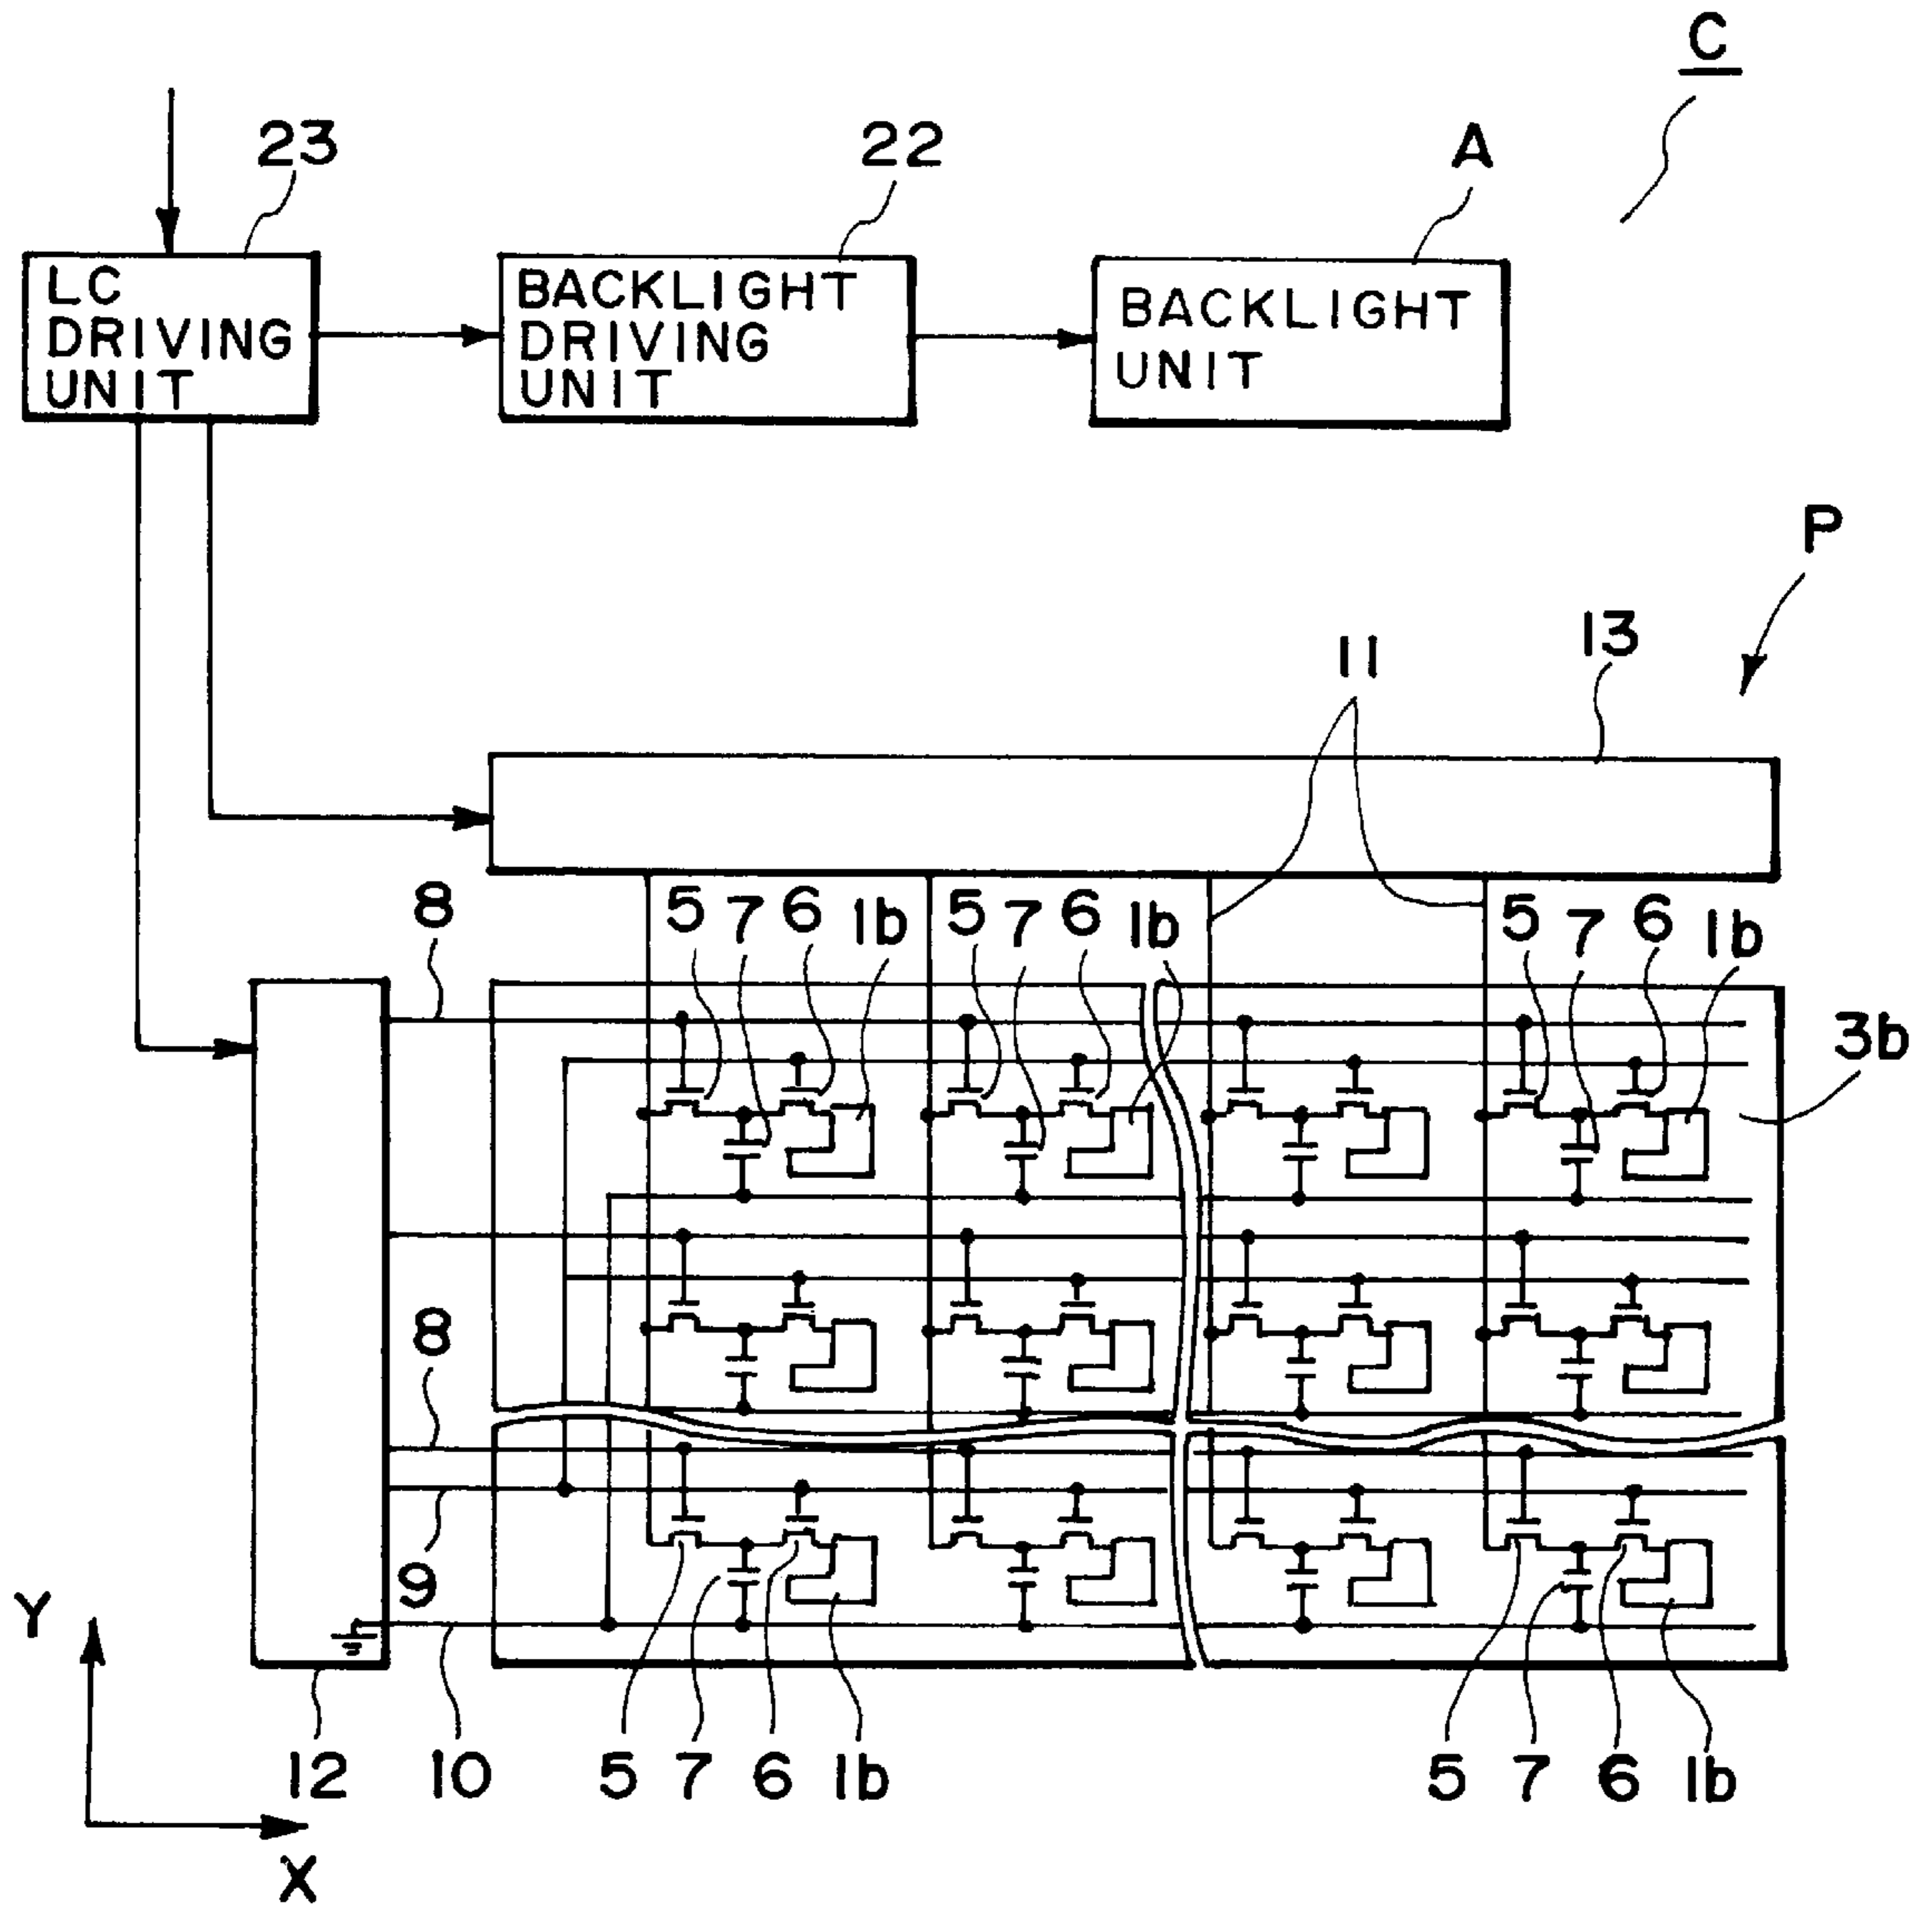 C
23
22
A
LC
DRIVING
UNIT
BACKLIGHT
DRIVING
UNIT
BACKLIGHT
UNIT
P
13
11
8
5 7 6 1b 5 7 6 1b 5 7 6 1b
3b
8
9
Y
12 10 5 7 6 1b 5 7 6 1b
X